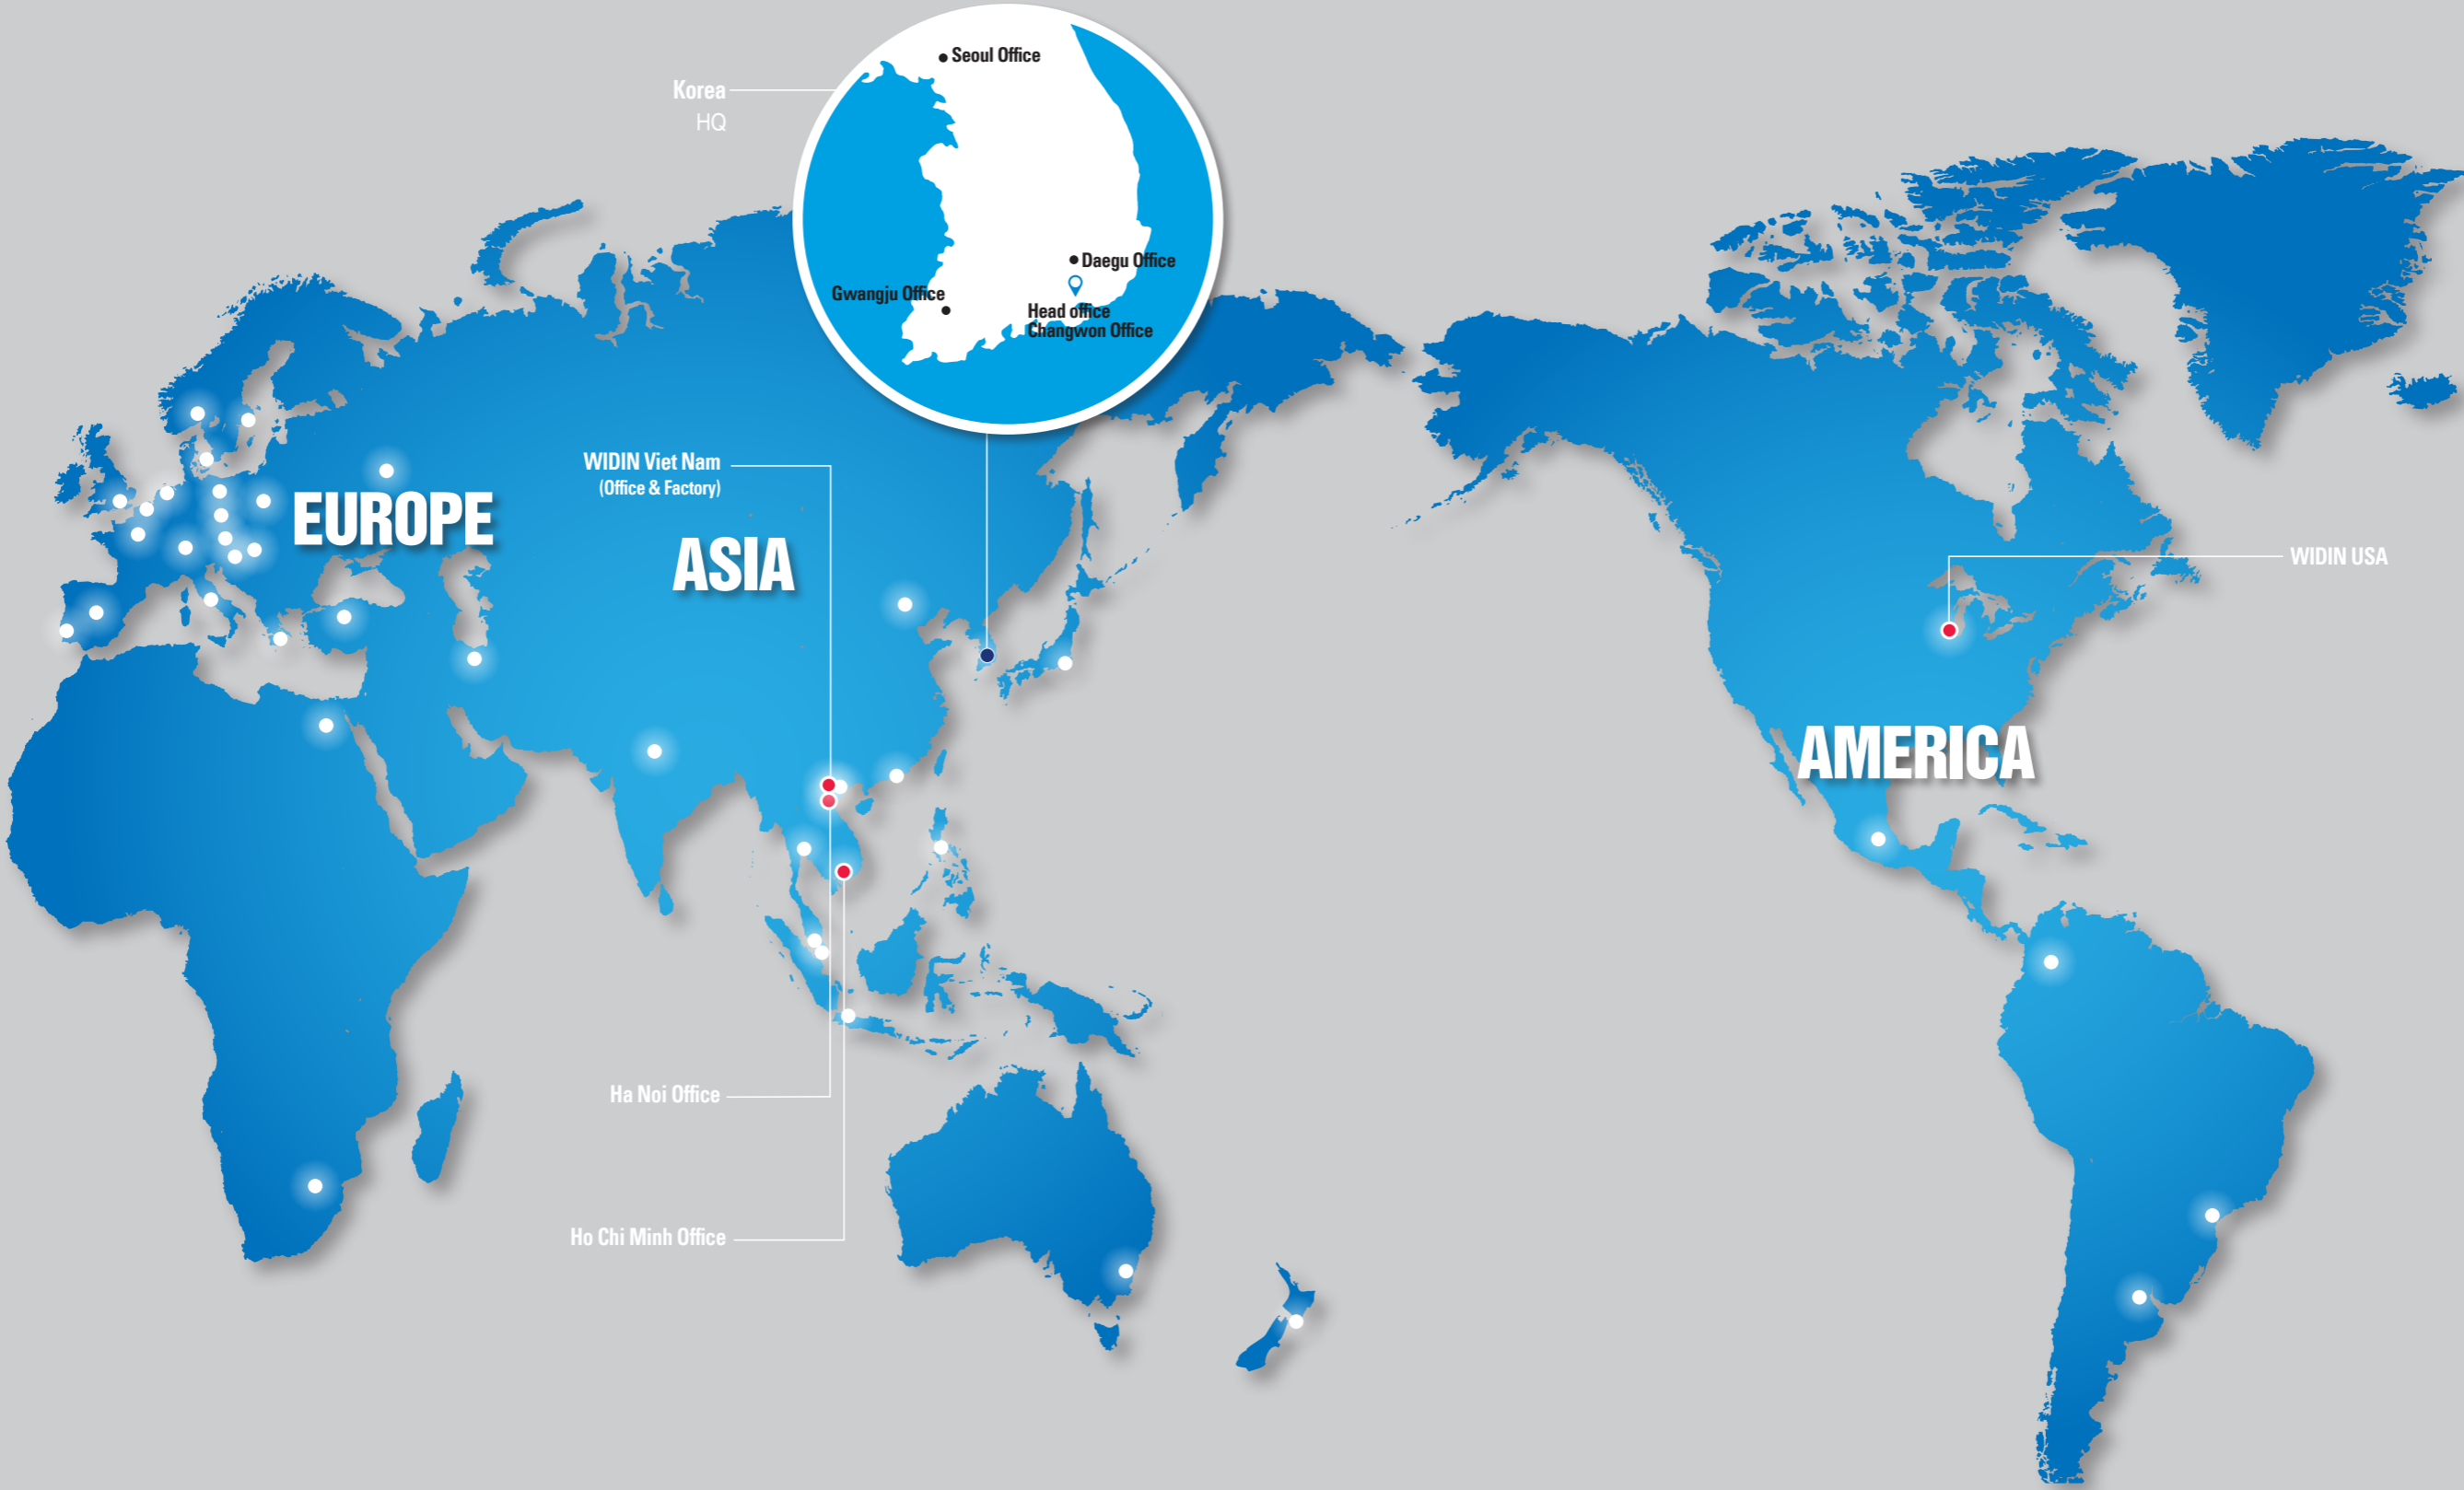 Seoul Office
Korea
HQ
Daegu Office
Gwangju Office
Head office
Changwon Office
WIDIN Viet Nam
(Office & Factory)
EUROPE
ASIA
WIDIN USA
AMERICA
Ha Noi Office
Ho Chi Minh Office